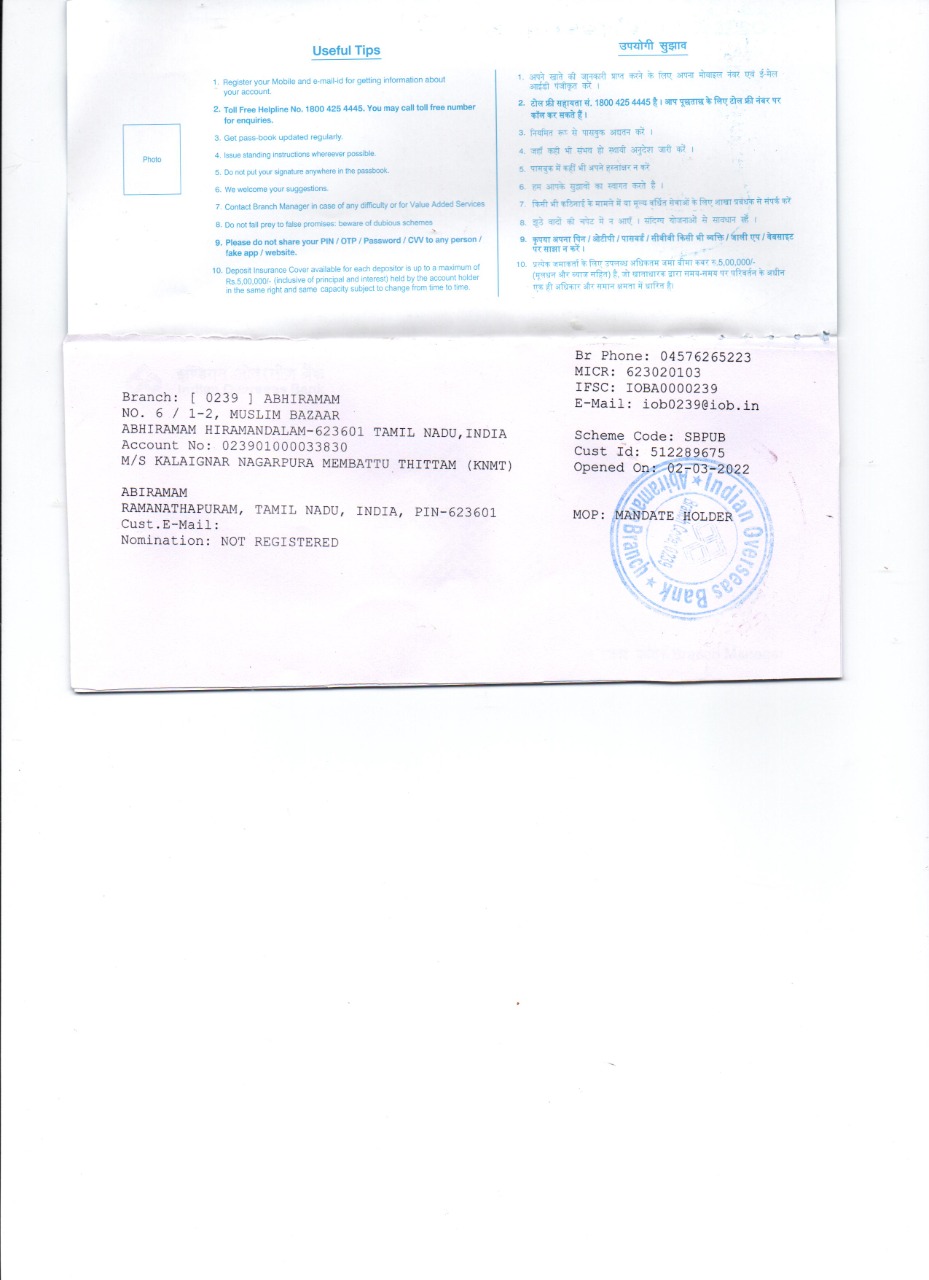 Useful Tips
1. Register your Mobile and e-mail-id for getting information about
your account.
2. Toll Free Helpline No. 1800 425 4445. You may call toll free number
for enquiries.
3. Get pass-book updated regularly.
4. Issue standing instructions whereever possible.
5. Do not put your signature anywhere in the passbook.
6. We welcome your suggestions.
7. Contact Branch Manager in case of any difficulty or for Value Added Services
8. Do not fall prey to false promises: beware of dubious schemes
9. Please do not share your PIN / OTP / Password / CVV to any person /
fake app / website.
10. Deposit Insurance Cover available for each depositor is up to a maximum of
Rs.5,00,000/- (inclusive of principal and interest) held by the account holder
in the same right and same capacity subject to change from time to time.
Photo
उपयोगी सुझाव
1. अपने खाते की जानकारी प्राप्त करने के लिए अपना मोबाइल नंबर एवं ई-मेल
आईडी पंजीकृत करें ।
2. टोल फ्री सहायता सं. 1800 425 4445 है । आप पूछताछ के लिए टोल फ्री नंबर पर
कॉल कर सकते हैं ।
3. नियमित रूप से पासबुक अद्यतन करें ।
4. जहाँ कहीं भी संभव हो स्थायी अनुदेश जारी करें ।
5. पासबुक में कहीं भी अपने हस्ताक्षर न करें
6. हम आपके सुझावों का स्वागत करते है ।
7. किसी भी कठिनाई के मामले में या मूल्य वर्धित सेवाओं के लिए शाखा प्रबंधक से संपर्क करें
8. झूठे वादों की चपेट में न आएँ । संदिग्ध योजनाओं से सावधान रहें ।
9. कृपया अपना पिन / ओटीपी / पासवर्ड / सीवीवी किसी भी व्यक्ति / जाली एप / वेबसाइट
पर साझा न करें ।
10. प्रत्येक जमाकर्ता के लिए उपलब्ध अधिकतम जमा बीमा कवर रु.5,00,000/-
(मूलधन और ब्याज सहित) है, जो खाताधारक द्वारा समय-समय पर परिवर्तन के अधीन
एक ही अधिकार और समान क्षमता में धारित है)
Branch: [ 0239 ] ABHIRAMAM
NO. 6 / 1-2, MUSLIM BAZAAR
ABHIRAMAM HIRAMANDALAM-623601 TAMIL NADU,INDIA
Account No: 023901000033830
M/S KALAIGNAR NAGARPURA MEMBATTU THITTAM (KNMT)
ABIRAMAM
RAMANATHAPURAM, TAMIL NADU, INDIA, PIN-623601
Cust.E-Mail:
Nomination: NOT REGISTERED
Br Phone: 04576265223
MICR: 623020103
IFSC: IOBA0000239
E-Mail: iob0239@iob.in
Scheme Code: SBPUB
Cust Id: 512289675
Opened On: 02-03-2022
MOP: MANDATE HOLDER
Indian Overseas Bank ★ Abiramam Branch ★
Branch Code 0239